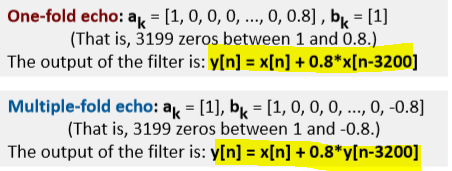 One-fold echo: aₖ = [1, 0, 0, 0, ..., 0, 0.8] , bₖ = [1]
(That is, 3199 zeros between 1 and 0.8.)
The output of the filter is: y[n] = x[n] + 0.8*x[n-3200]
Multiple-fold echo: aₖ = [1], bₖ = [1, 0, 0, 0, ..., 0, -0.8]
(That is, 3199 zeros between 1 and -0.8.)
The output of the filter is: y[n] = x[n] + 0.8*y[n-3200]